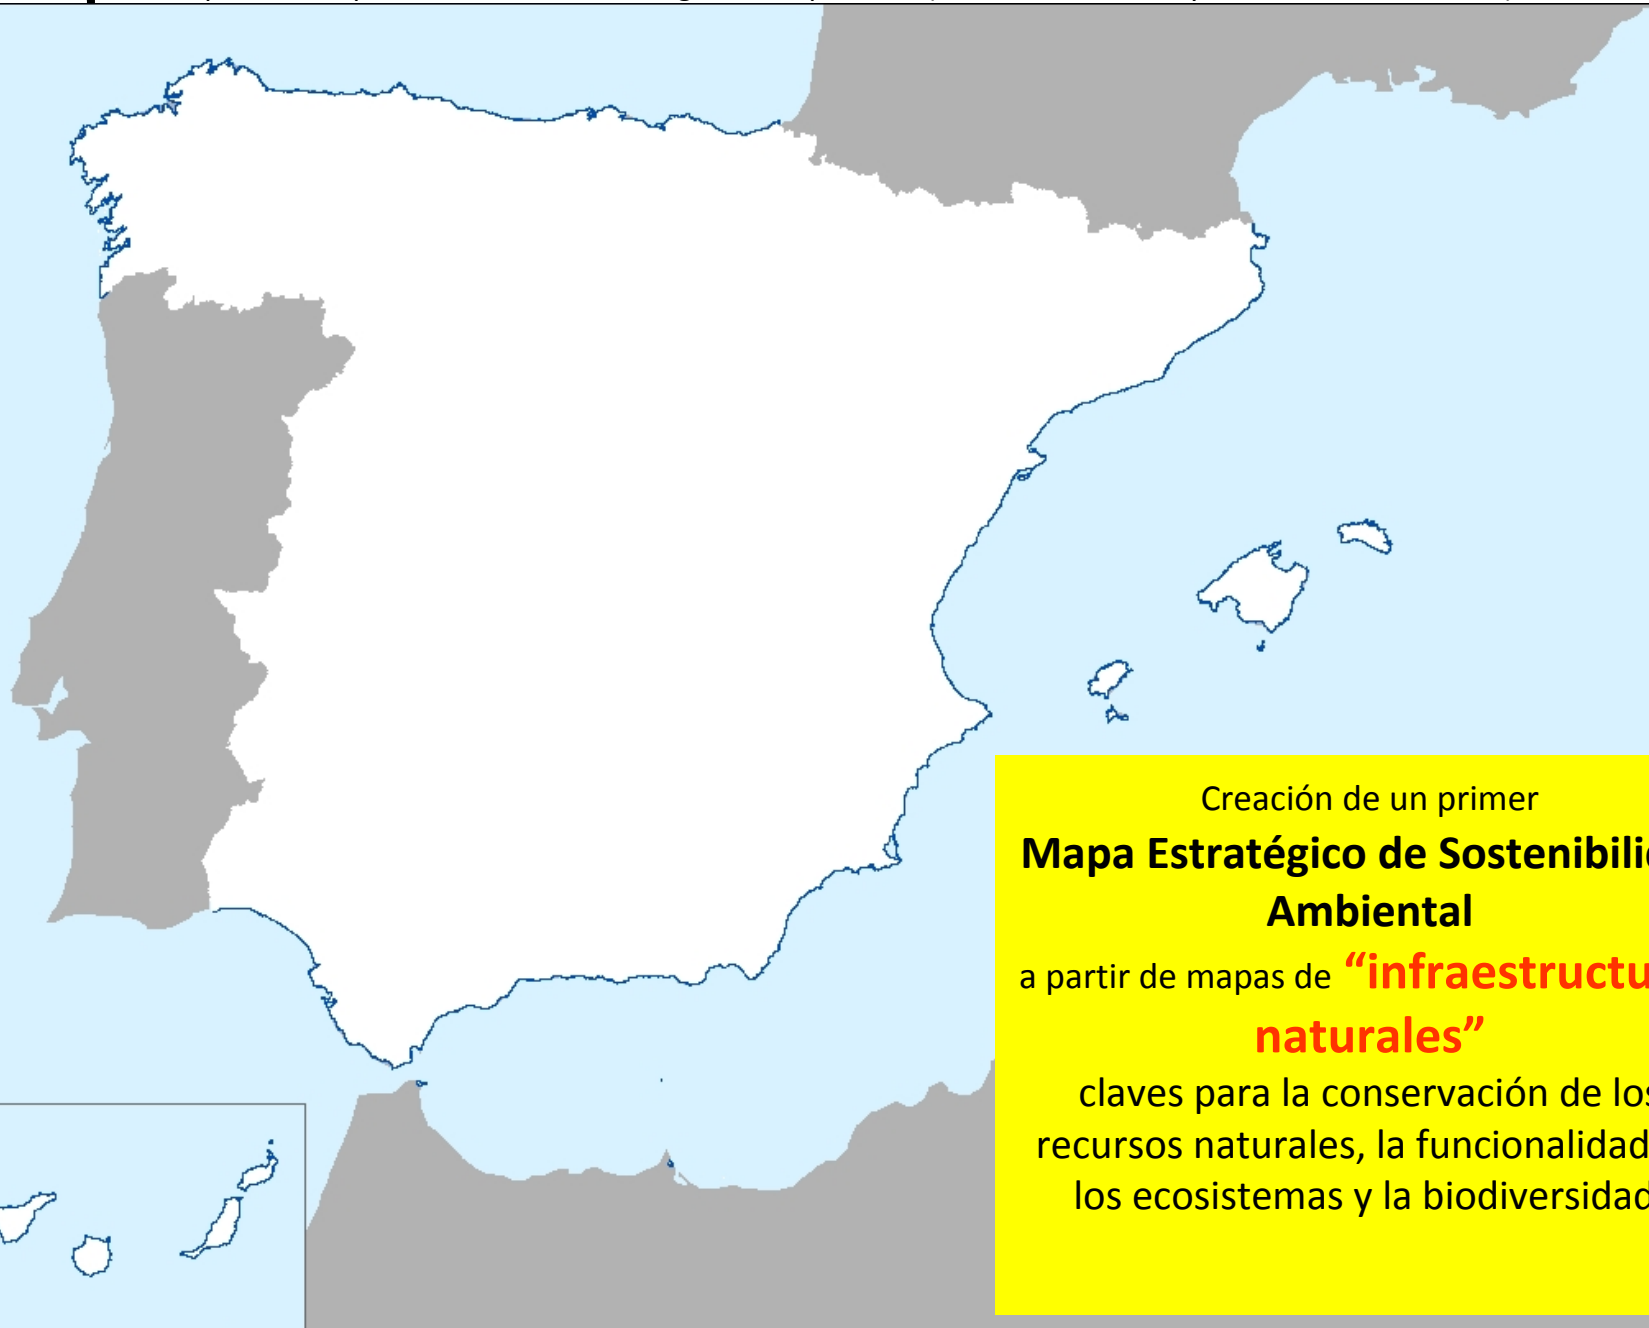 Creación de un primer
Mapa Estratégico de Sostenibili
Ambiental
a partir de mapas de “infraestructu
naturales”
claves para la conservación de los
recursos naturales, la funcionalidad
los ecosistemas y la biodiversidad